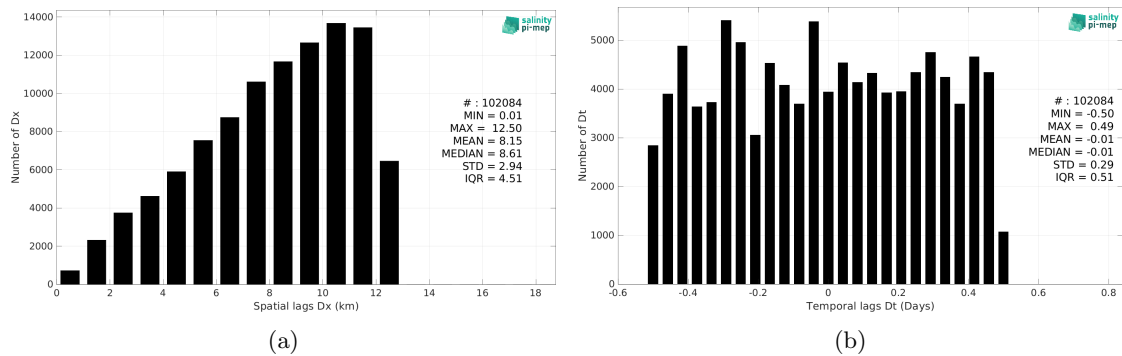 14000
12000
10000
8000
6000
4000
2000
0
Number of Dx
salinity
pi-mep
# : 102084
MIN = 0.01
MAX = 12.50
MEAN = 8.15
MEDIAN = 8.61
STD = 2.94
IQR = 4.51
0 2 4 6 8 10 12 14 16 18
Spatial lags Dx (km)
(a)
5000
4000
3000
2000
1000
0
Number of Dt
salinity
pi-mep
# : 102084
MIN = -0.50
MAX = 0.49
MEAN = -0.01
MEDIAN = -0.01
STD = 0.29
IQR = 0.51
-0.6 -0.4 -0.2 0 0.2 0.4 0.6 0.8
Temporal lags Dt (Days)
(b)